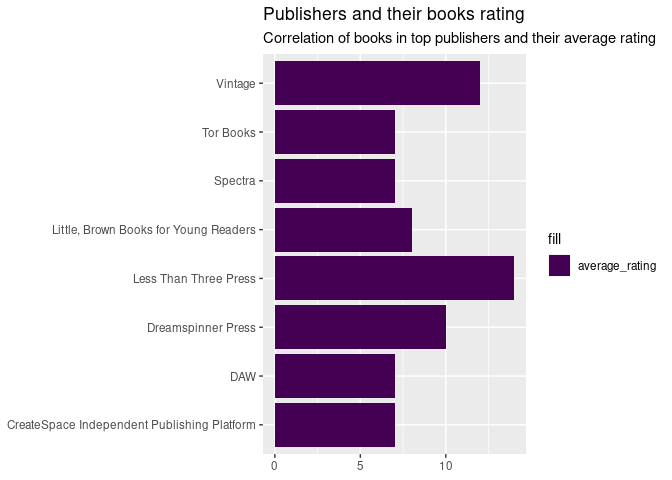 Publishers and their books rating
Correlation of books in top publishers and their average rating
Vintage
Tor Books
Spectra
Little, Brown Books for Young Readers
Less Than Three Press
Dreamspinner Press
DAW
CreateSpace Independent Publishing Platform
0 5 10
fill
average_rating